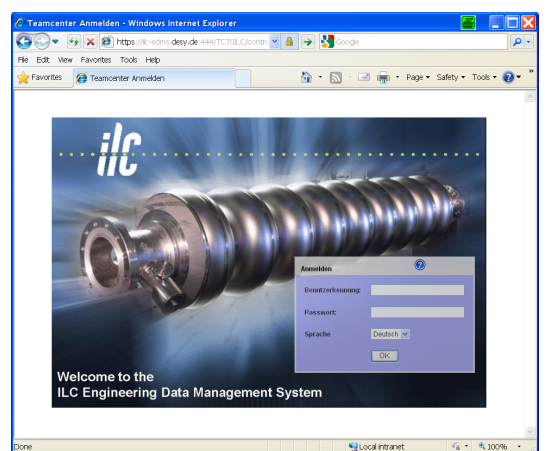 Teamcenter Anmelden - Windows Internet Explorer
https://ilc-edms.desy.de:444/TC70ILC/contr
Google
File Edit View Favorites Tools Help
Favorites
Teamcenter Anmelden
Page
Safety
Tools
ilc
Anmelden
Benutzerkennung:
Passwort:
Sprache
Deutsch
OK
Welcome to the
ILC Engineering Data Management System
Done
Local intranet
100%